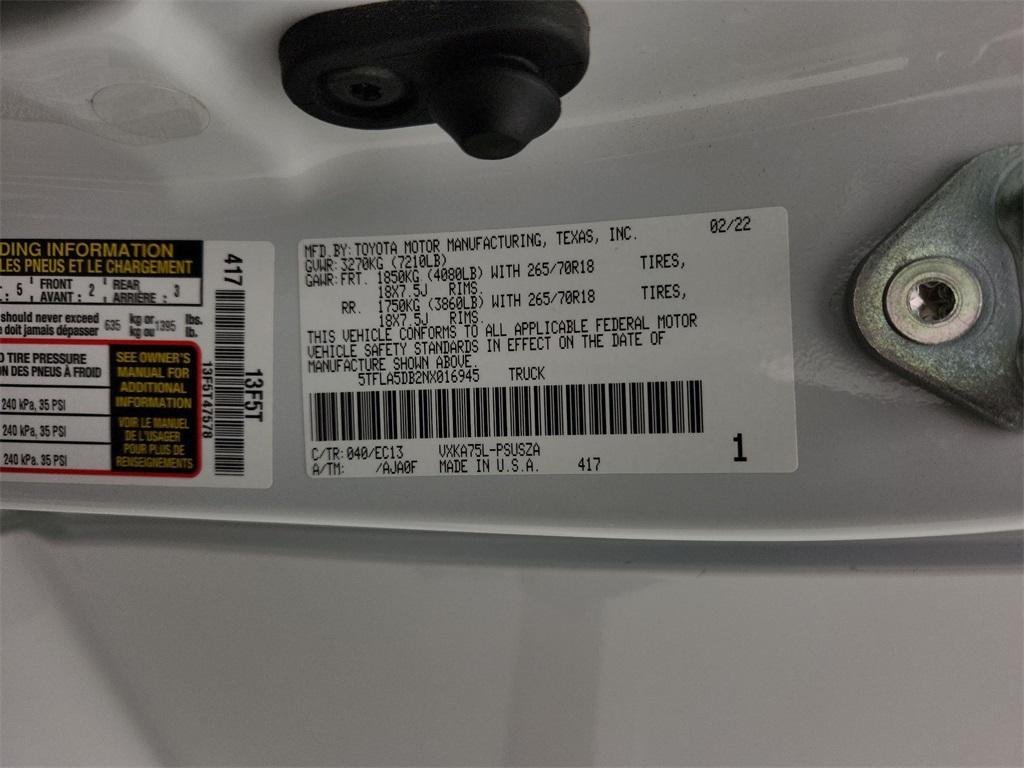 DING INFORMATION
LES PNEUS ET LE CHARGEMENT
5 FRONT AVANT : 2 REAR ARRIÈRE : 3
should never exceed 635 kg or 1395 lbs.
doit jamais dépasser kg ou lb.
TIRE PRESSURE
ON DES PNEUS À FROID
240 kPa, 35 PSI
240 kPa, 35 PSI
240 kPa, 35 PSI
SEE OWNER'S
MANUAL FOR
ADDITIONAL
INFORMATION
VOIR LE MANUEL
DE L'USAGER
POUR PLUS DE
RENSEIGNEMENTS
417
13F5T47578
13F5T
MFD.BY: TOYOTA MOTOR MANUFACTURING, TEXAS, INC. 02/22
GVWR: 3270KG (7210LB)
GAWR: FRT. 1850KG (4080LB) WITH 265/70R18 TIRES,
18X7.5J RIMS.
RR. 1750KG (3860LB) WITH 265/70R18 TIRES,
18X7.5J RIMS.
THIS VEHICLE CONFORMS TO ALL APPLICABLE FEDERAL MOTOR
VEHICLE SAFETY STANDARDS IN EFFECT ON THE DATE OF
MANUFACTURE SHOWN ABOVE.
5TFLA5DB2NX016945 TRUCK
C/TR: 040/EC13 VXKA75L-PSUSZA
A/TM: /AJA0F MADE IN U.S.A. 417 1